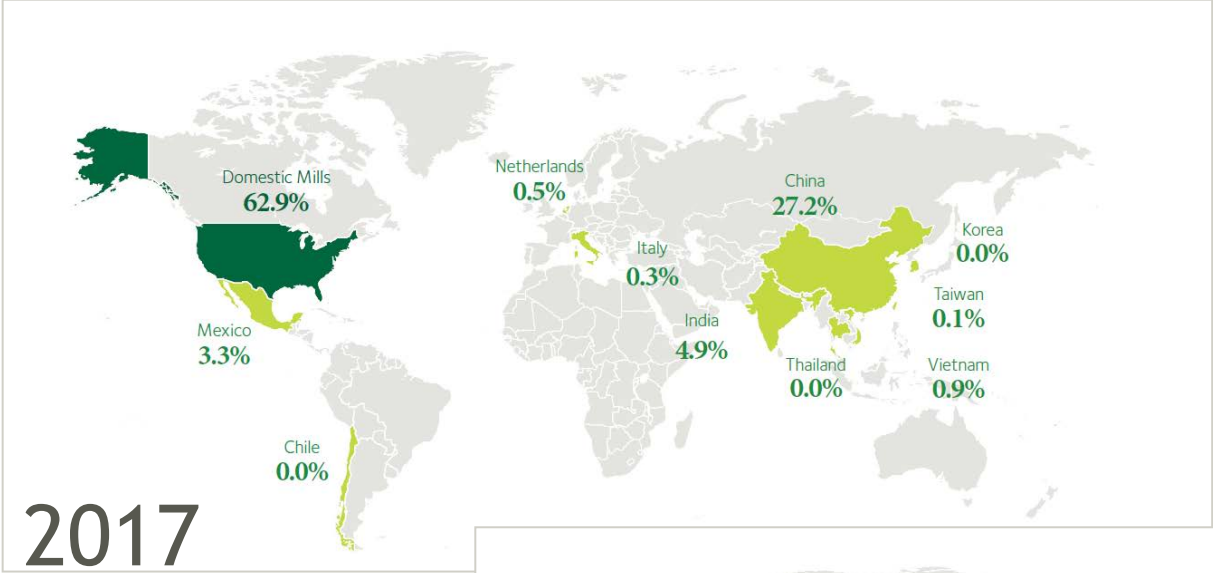 Netherlands
0.5%
Domestic Mills
62.9%
China
27.2%
Korea
0.0%
Italy
0.3%
Taiwan
0.1%
India
4.9%
Mexico
3.3%
Thailand
0.0%
Vietnam
0.9%
Chile
0.0%
2017